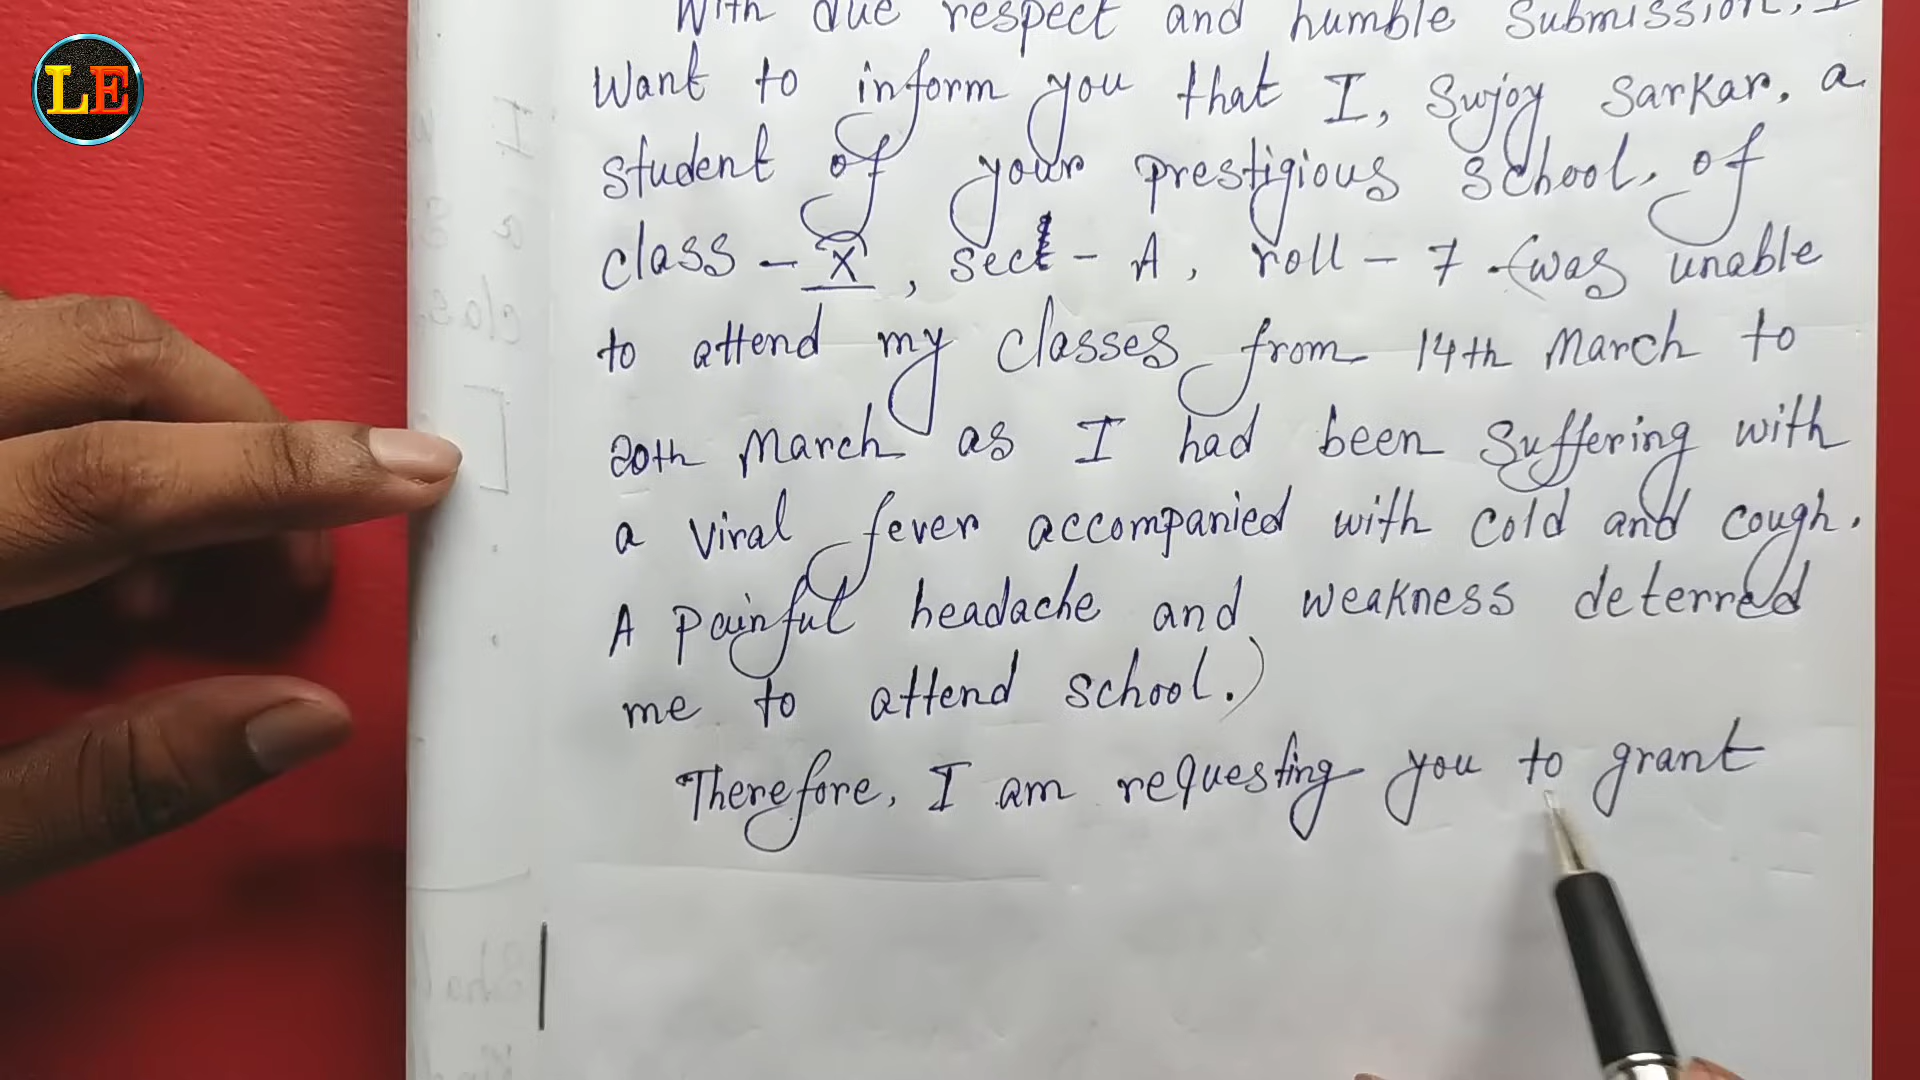 LE
With due respect and humble Submission, I
Want to inform you that I, Sujoy Sarkar, a
student of your prestigious school, of
class - X, sect - A, roll - 7 (was unable
to attend my classes from 14th March to
20th March as I had been Suffering with
a viral fever accompanied with cold and cough.
A Painful headache and weakness deterred
me to attend school.)
Therefore, I am requesting you to grant